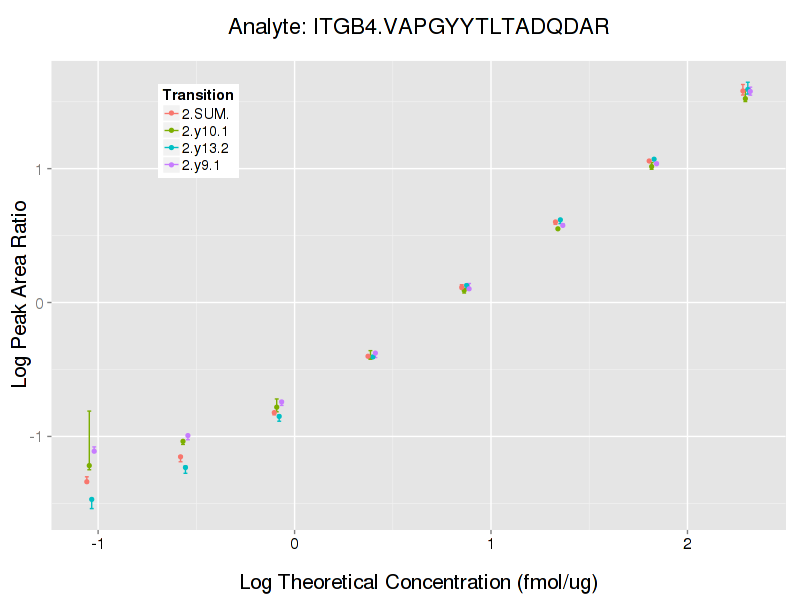 Analyte: ITGB4.VAPGYYTLTADQDAR
Transition
2.SUM.
2.y10.1
2.y13.2
2.y9.1
Log Peak Area Ratio
1
0
-1
-1
0
1
2
Log Theoretical Concentration (fmol/ug)